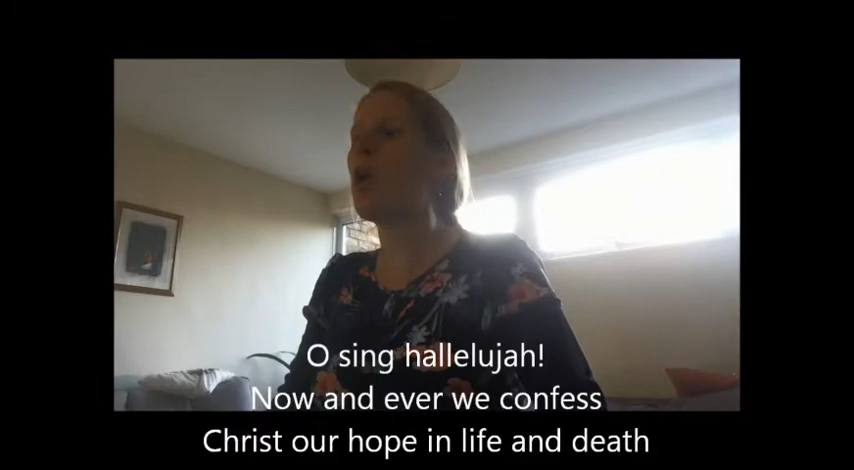 O sing hallelujah!
Now and ever we confess
Christ our hope in life and death